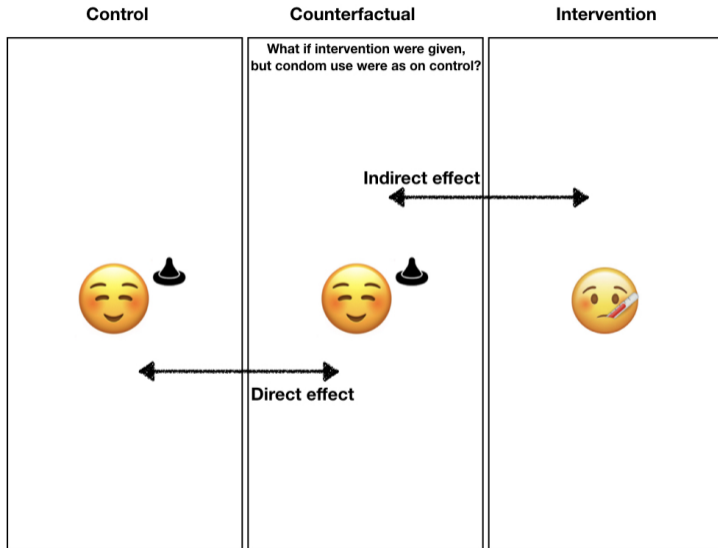 Control
Counterfactual
Intervention
What if intervention were given,
but condom use were as on control?
Indirect effect
Direct effect